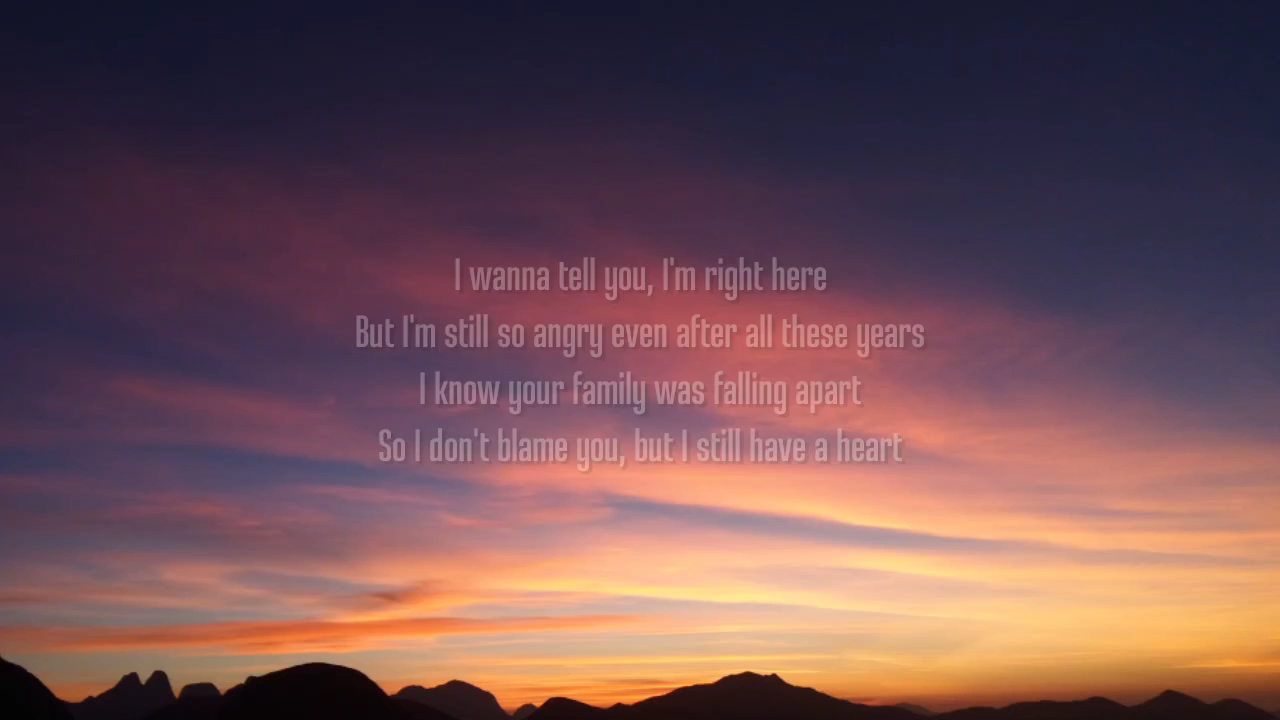 I wanna tell you, I'm right here
But I'm still so angry even after all these years
I know your family was falling apart
So I don't blame you, but I still have a heart